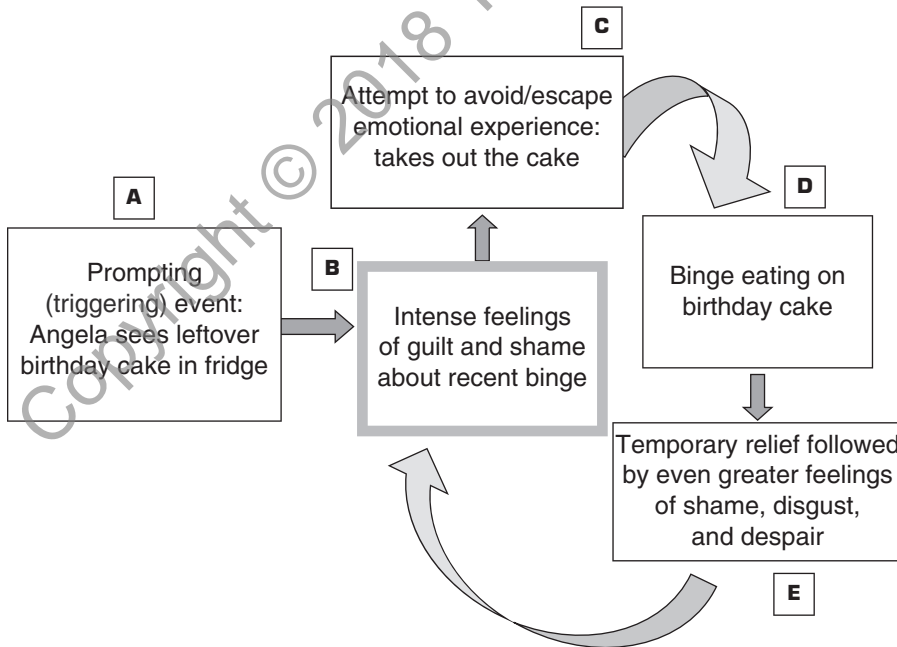 A
Prompting
(triggering) event:
Angela sees leftover
birthday cake in fridge
B
Intense feelings
of guilt and shame
about recent binge
C
Attempt to avoid/escape
emotional experience:
takes out the cake
D
Binge eating on
birthday cake
Temporary relief followed
by even greater feelings
of shame, disgust,
and despair
E
Copyright © 2018